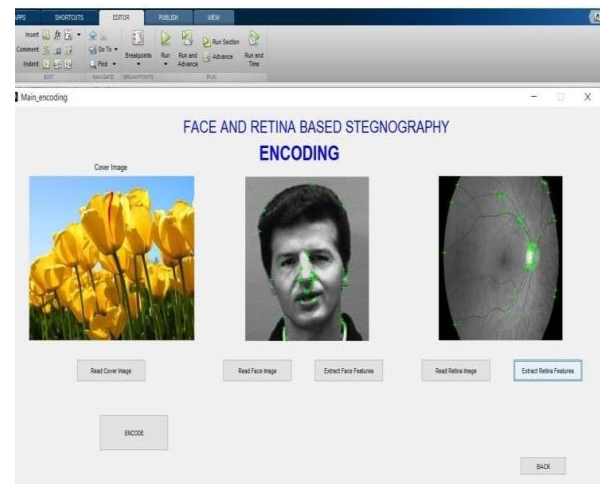 APPS SHORTCUTS EDITOR PUBLISH VIEW
Insert fx
Comment % Go To Breakpoints Run Run and Advance Run Section Advance Run and Time
Indent Find
EDIT NAVIGATE BREAKPOINTS RUN
Main_encoding
FACE AND RETINA BASED STEGNOGRAPHY
ENCODING
Cover Image
Read Cover Image Read Face Image Extract Face Features Read Retina Image Extract Retina Features
ENCODE
BACK